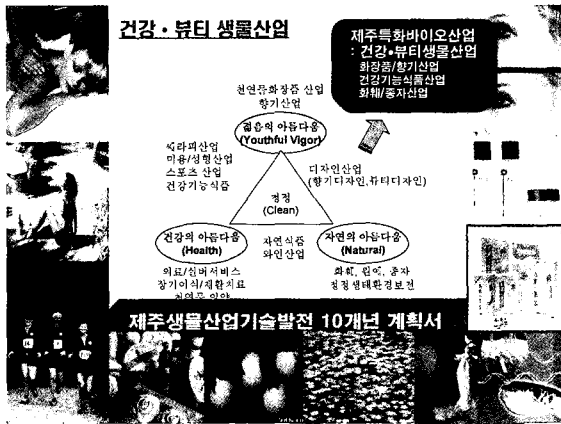 건강 • 뷰티 생물산업
제주특화바이오산업
: 건강•뷰티생물산업
화장품/향기산업
건강기능식품산업
화훼/종자산업
천연물화장품 산업
향기산업
젊음의 아름다움
(Youthful Vigor)
테라피산업
미용/성형산업
스포츠 산업
건강기능식품
디자인산업
(향기디자인,뷰티디자인)
청정
(Clean)
건강의 아름다움
(Health)
자연식품
와인산업
자연의 아름다움
(Natural)
의료/실버서비스
장기이식/재활치료
천연물 의약
화훼, 원예, 종자
청정생태환경보전
제주생물산업기술발전 10개년 계획서